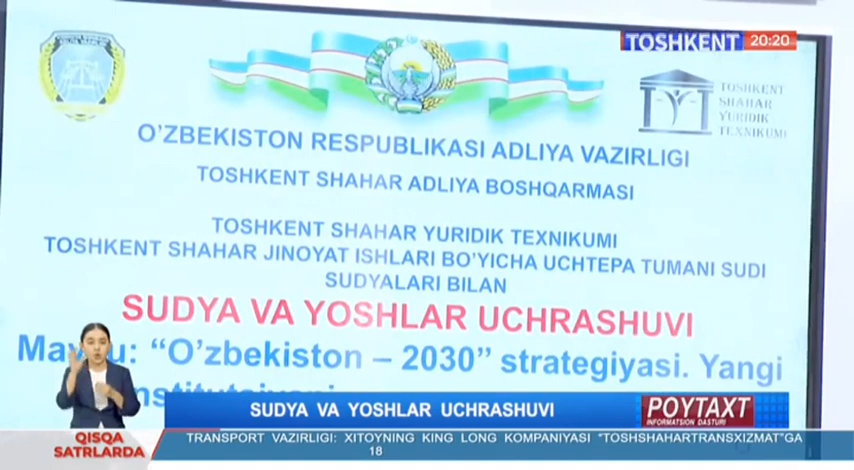 TOSHKENT 20:20
TOSHKENT
SHAHAR
YURIDIK
TEXNIKUMI
O'ZBEKISTON RESPUBLIKASI ADLIYA VAZIRLIGI
TOSHKENT SHAHAR ADLIYA BOSHQARMASI
TOSHKENT SHAHAR YURIDIK TEXNIKUMI
TOSHKENT SHAHAR JINOYAT ISHLARI BO'YICHA UCHTEPA TUMANI SUDI
SUDYALARI BILAN
SUDYA VA YOSHLAR UCHRASHUVI
"O'zbekiston – 2030" strategiyasi. Yangi
SUDYA VA YOSHLAR UCHRASHUVI
POYTAXT
INFORMATSION DASTURI
QISQA
SATRLARDA
TRANSPORT VAZIRLIGI: XITOYNING KING LONG KOMPANIYASI "TOSHSHAHARTRANSXIZMAT"GA
18